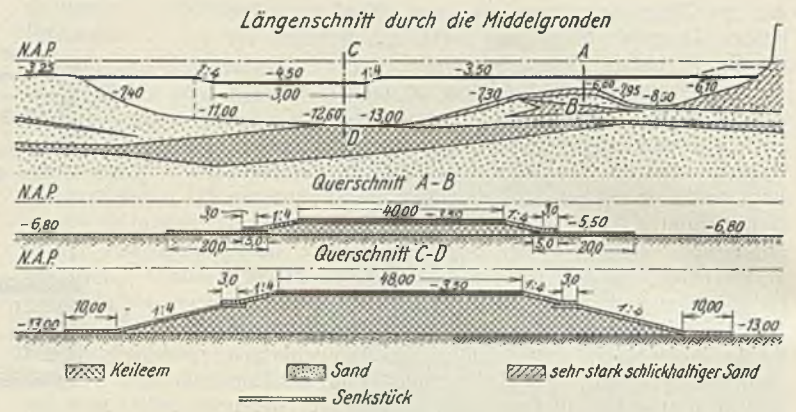 Längenschnitt durch die Middelgronden
N.A.P. C A
-3,25 1:4 -4,50 1:4 -3,50
-7,40 3,00 -7,30 -6,60 -7,95 -8,50 -6,10
-11,00 -12,60 -13,00 B
D
N.A.P. Querschnitt A-B
3,0 1:4 40,00 -3,50 1:4 3,0
-6,80 -5,50 -6,80
20,0 5,0 5,0 20,0
N.A.P. Querschnitt C-D
3,0 1:4 48,00 -3,50 1:4 3,0
10,00 1:4 1:4 10,00
-13,00 -13,00
Keileem Sand sehr stark schlickhaltiger Sand
Senkstück